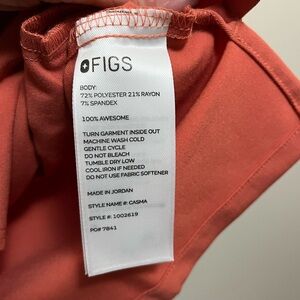 FIGS
BODY:
72% POLYESTER 21% RAYON
7% SPANDEX
100% AWESOME
TURN GARMENT INSIDE OUT
MACHINE WASH COLD
GENTLE CYCLE
DO NOT BLEACH
TUMBLE DRY LOW
COOL IRON IF NEEDED
DO NOT USE FABRIC SOFTENER
MADE IN JORDAN
STYLE NAME #: CASMA
STYLE #: 1002619
PO# 7841